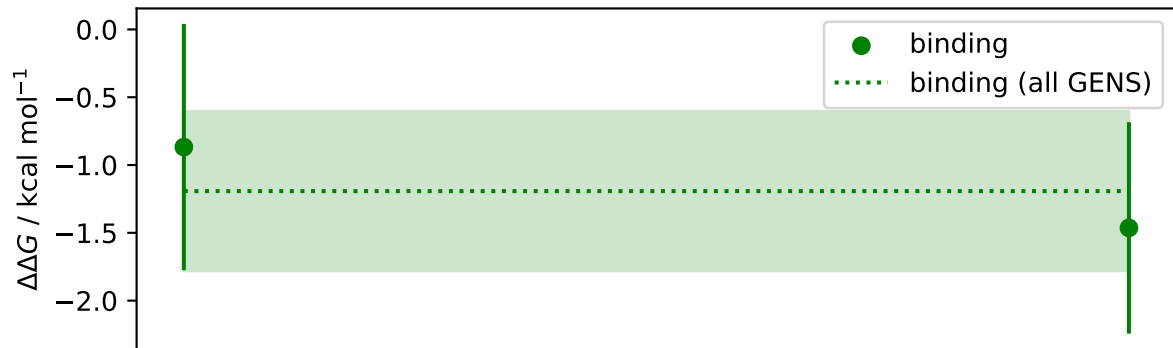 0.0
−0.5
−1.0
−1.5
−2.0
ΔΔG / kcal mol⁻¹
binding
binding (all GENS)